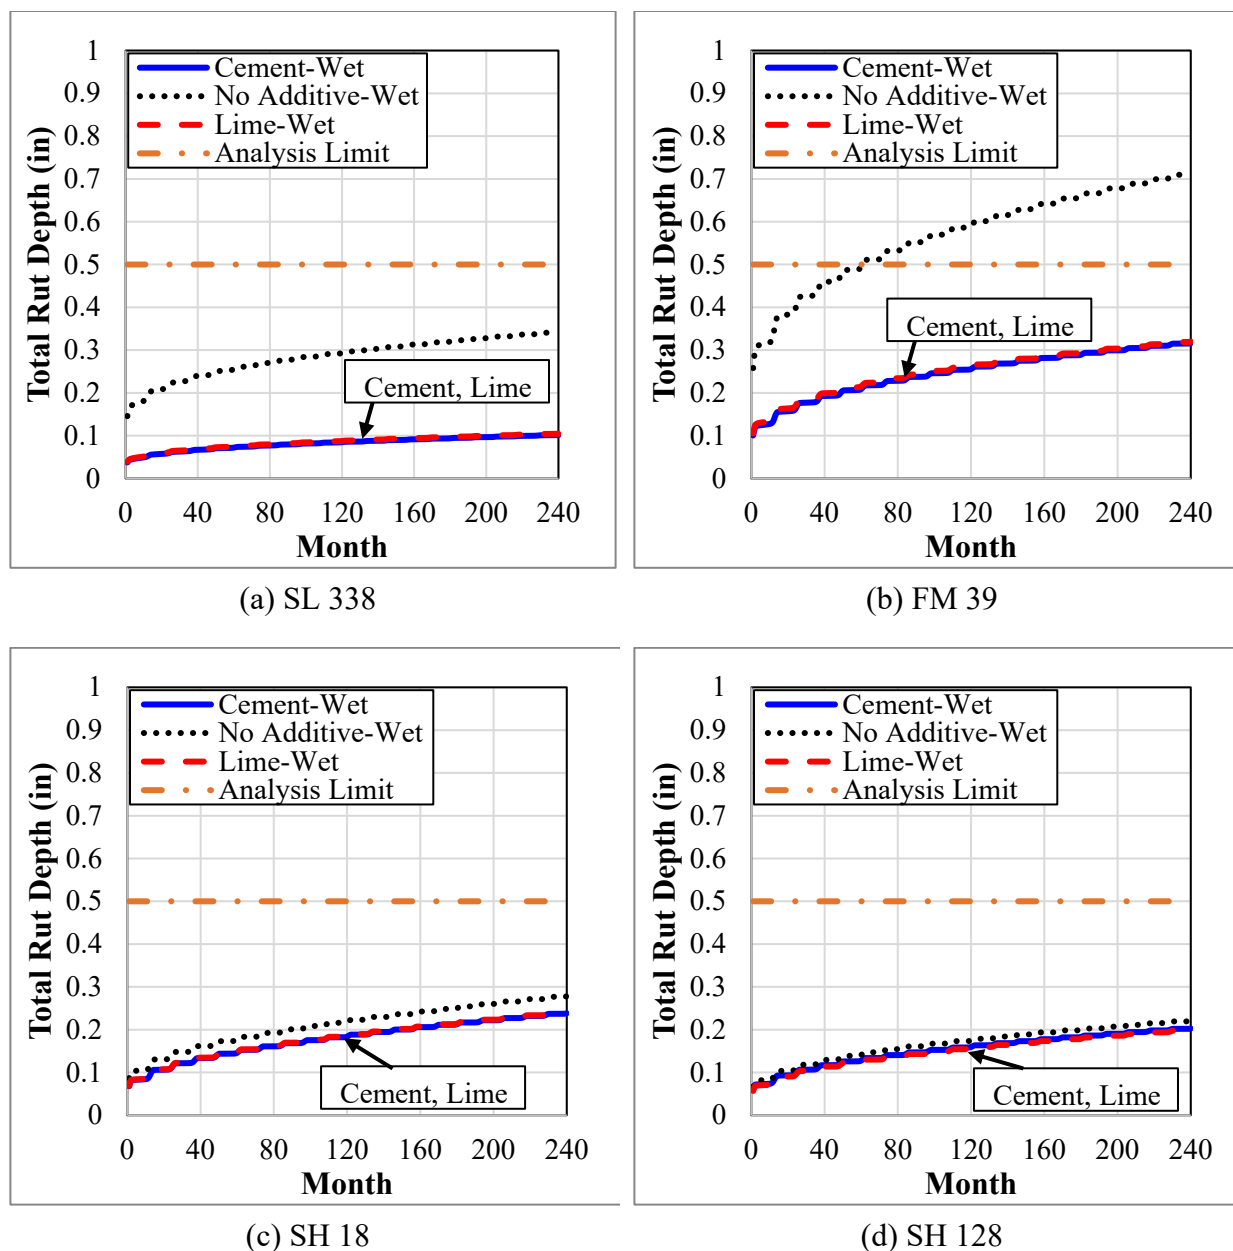 1
0.9
0.8
0.7
0.6
0.5
0.4
0.3
0.2
0.1
0
Total Rut Depth (in)
Cement-Wet
No Additive-Wet
Lime-Wet
Analysis Limit
Cement, Lime
0 40 80 120 160 200 240
Month
(a) SL 338
1
0.9
0.8
0.7
0.6
0.5
0.4
0.3
0.2
0.1
0
Total Rut Depth (in)
Cement-Wet
No Additive-Wet
Lime-Wet
Analysis Limit
Cement, Lime
0 40 80 120 160 200 240
Month
(b) FM 39
1
0.9
0.8
0.7
0.6
0.5
0.4
0.3
0.2
0.1
0
Total Rut Depth (in)
Cement-Wet
No Additive-Wet
Lime-Wet
Analysis Limit
Cement, Lime
0 40 80 120 160 200 240
Month
(c) SH 18
1
0.9
0.8
0.7
0.6
0.5
0.4
0.3
0.2
0.1
0
Total Rut Depth (in)
Cement-Wet
No Additive-Wet
Lime-Wet
Analysis Limit
Cement, Lime
0 40 80 120 160 200 240
Month
(d) SH 128